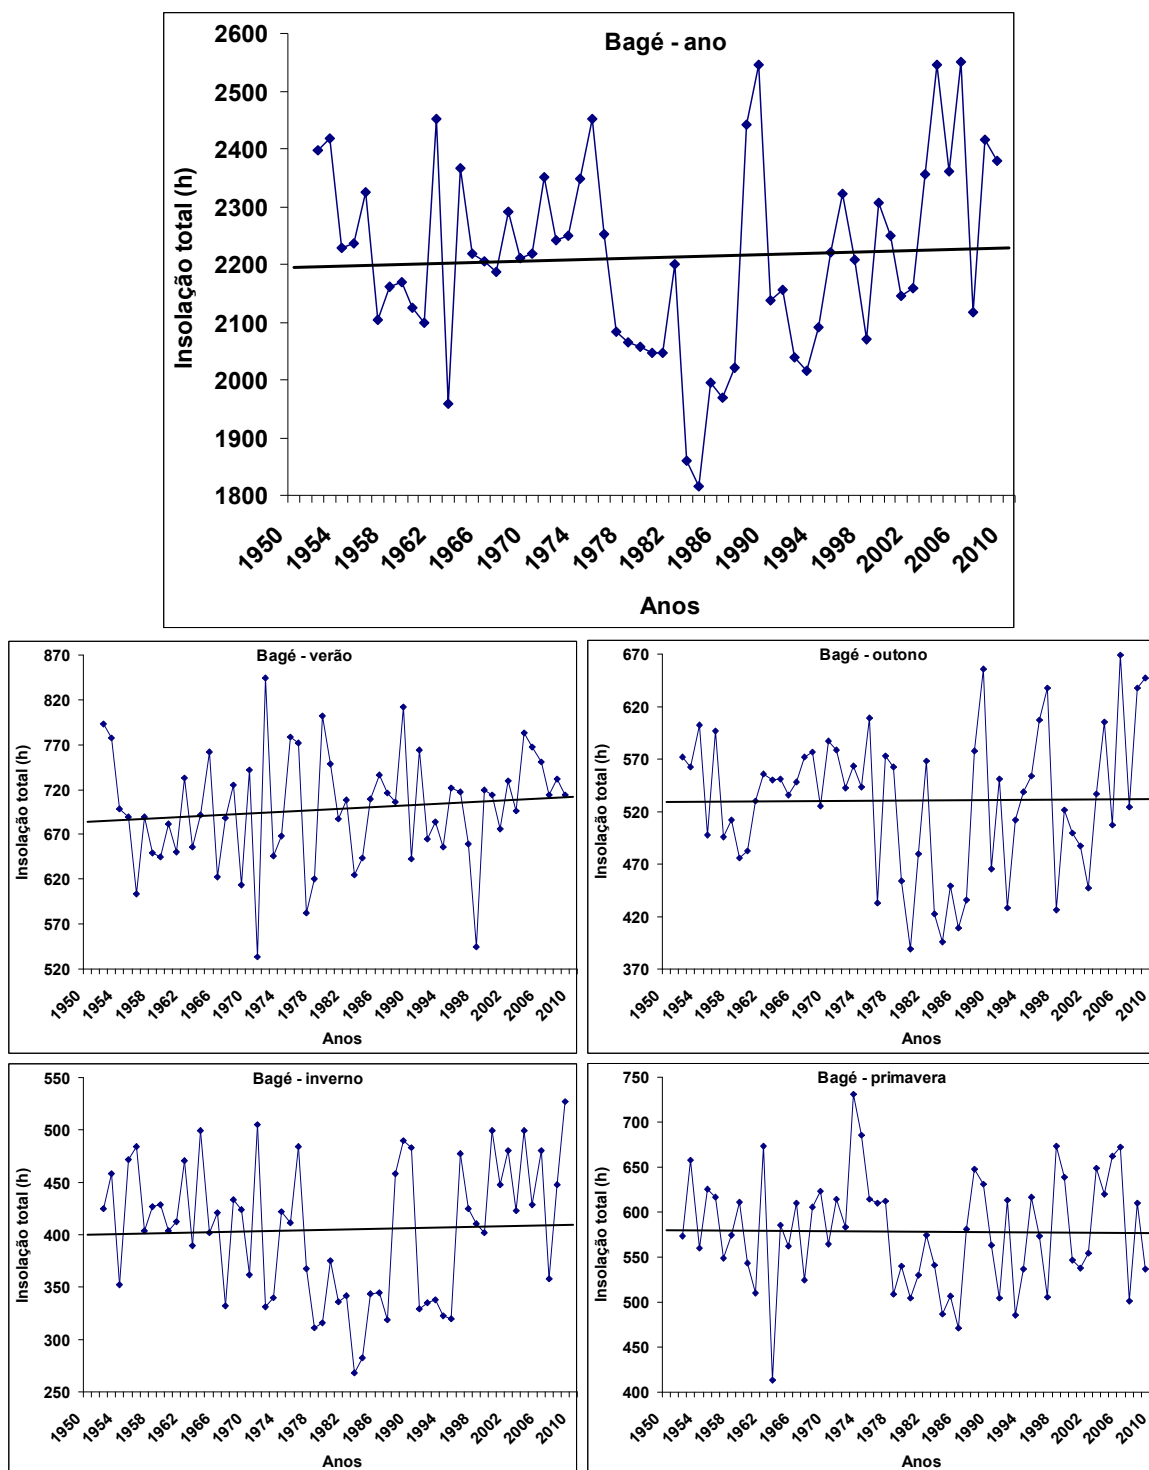 Bagé - ano
Insolação total (h)
2600
2500
2400
2300
2200
2100
2000
1900
1800
1950 1954 1958 1962 1966 1970 1974 1978 1982 1986 1990 1994 1998 2002 2006 2010
Anos
Bagé - verão
Insolação total (h)
870
820
770
720
670
620
570
520
1950 1954 1958 1962 1966 1970 1974 1978 1982 1986 1990 1994 1998 2002 2006 2010
Anos
Bagé - outono
Insolação total (h)
670
620
570
520
470
420
370
1950 1954 1958 1962 1966 1970 1974 1978 1982 1986 1990 1994 1998 2002 2006 2010
Anos
Bagé - inverno
Insolação total (h)
550
500
450
400
350
300
250
1950 1954 1958 1962 1966 1970 1974 1978 1982 1986 1990 1994 1998 2002 2006 2010
Anos
Bagé - primavera
Insolação total (h)
750
700
650
600
550
500
450
400
1950 1954 1958 1962 1966 1970 1974 1978 1982 1986 1990 1994 1998 2002 2006 2010
Anos